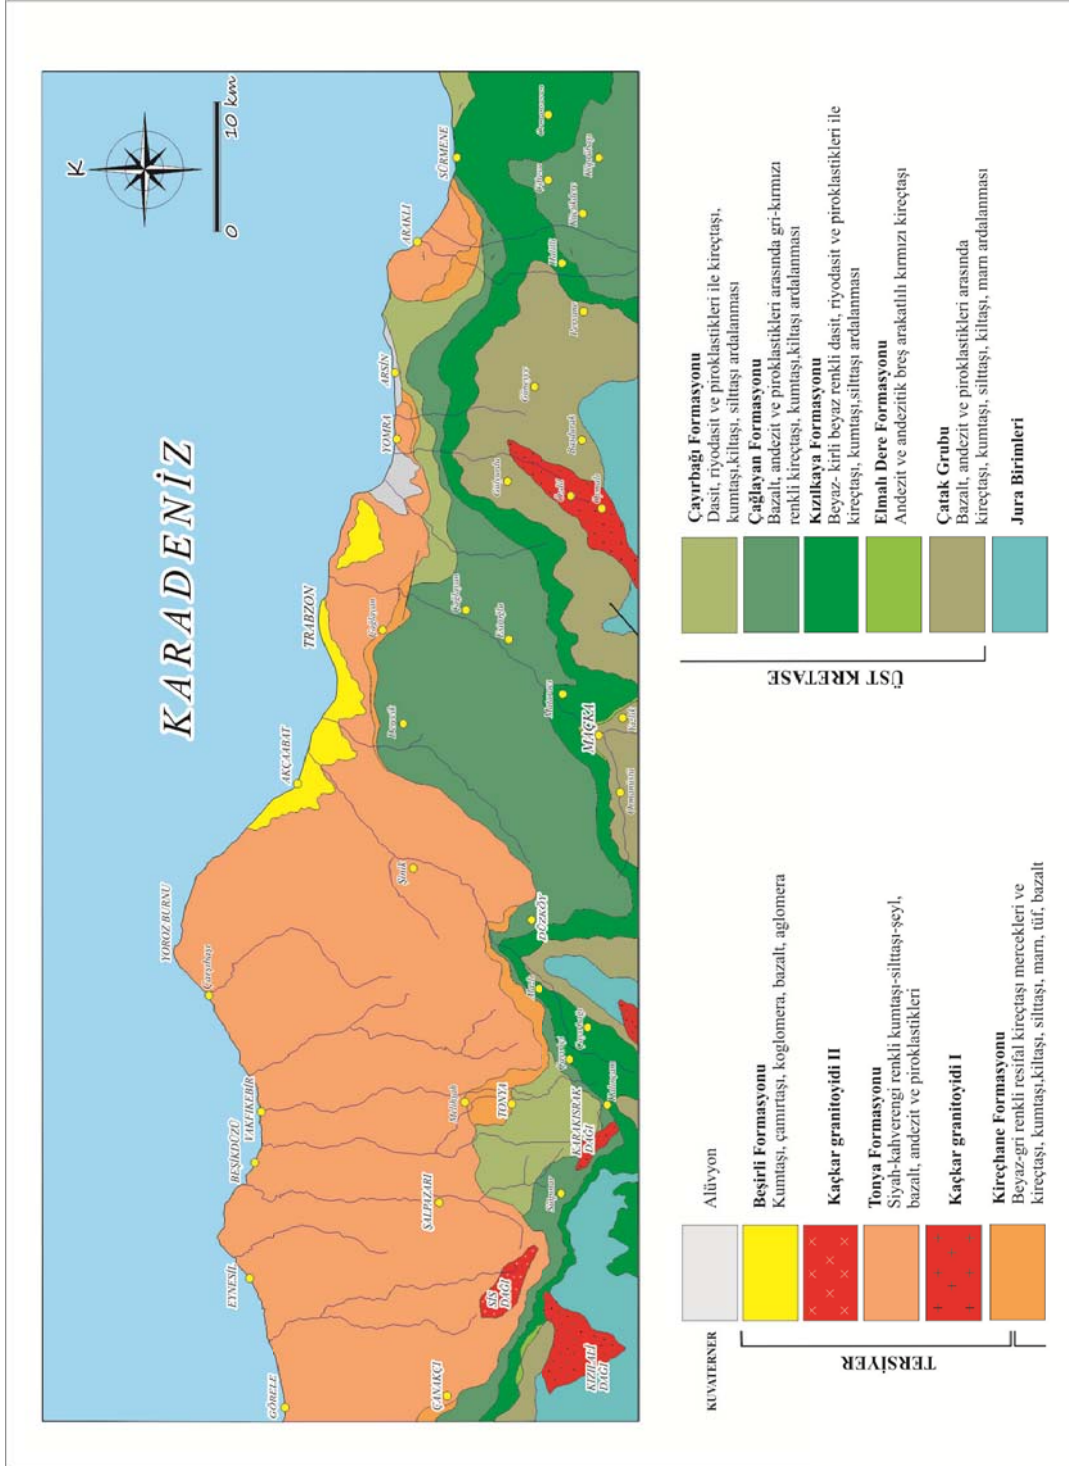 K
0
10 km
KARADENİZ
YOROZ BURNU
Çarşıbaşı
AKÇAABAT
TRABZON
YOMRA
ARSİN
ARAKLI
SÜRMENE
GÖRELE
EYNESİL
BEŞİKDÜZÜ
VAKFIKEBİR
ÇANAKÇI
ŞALPAZARI
SİS
DAĞI
KIZILALİ
DAĞI
TONYA
KARAKISRAK
DAĞI
DÜZKÖY
Şinik
MAÇKA
Mataracı
Esiroğlu
Çağlayan
KUVATERNER
Alüvyon
TERSİYER
Beşirli Formasyonu
Kumtaşı, çamırtaşı, koglomera, bazalt, aglomera
Kaçkar granitoyidi II
Tonya Formasyonu
Siyah-kahverengi renkli kumtaşı-silttaşı-şeyl,
bazalt, andezit ve piroklastikleri
Kaçkar granitoyidi I
Kireçhane Formasyonu
Beyaz-gri renkli resifal kireçtaşı mercekleri ve
kireçtaşı, kumtaşı,kiltaşı, silttaşı, marn, tüf, bazalt
ÜST KRETASE
Çayırbağı Formasyonu
Dasit, riyodasit ve piroklastikleri ile kireçtaşı,
kumtaşı,kiltaşı, silttaşı ardalanması
Çağlayan Formasyonu
Bazalt, andezit ve piroklastikleri arasında gri-kırmızı
renkli kireçtaşı, kumtaşı,kiltaşı ardalanması
Kızılkaya Formasyonu
Beyaz- kirli beyaz renkli dasit, riyodasit ve piroklastikleri ile
kireçtaşı, kumtaşı,silttaşı ardalanması
Elmalı Dere Formasyonu
Andezit ve andezitik breş arakatlılı kırmızı kireçtaşı
Çatak Grubu
Bazalt, andezit ve piroklastikleri arasında
kireçtaşı, kumtaşı, silttaşı, kiltaşı, marn ardalanması
Jura Birimleri